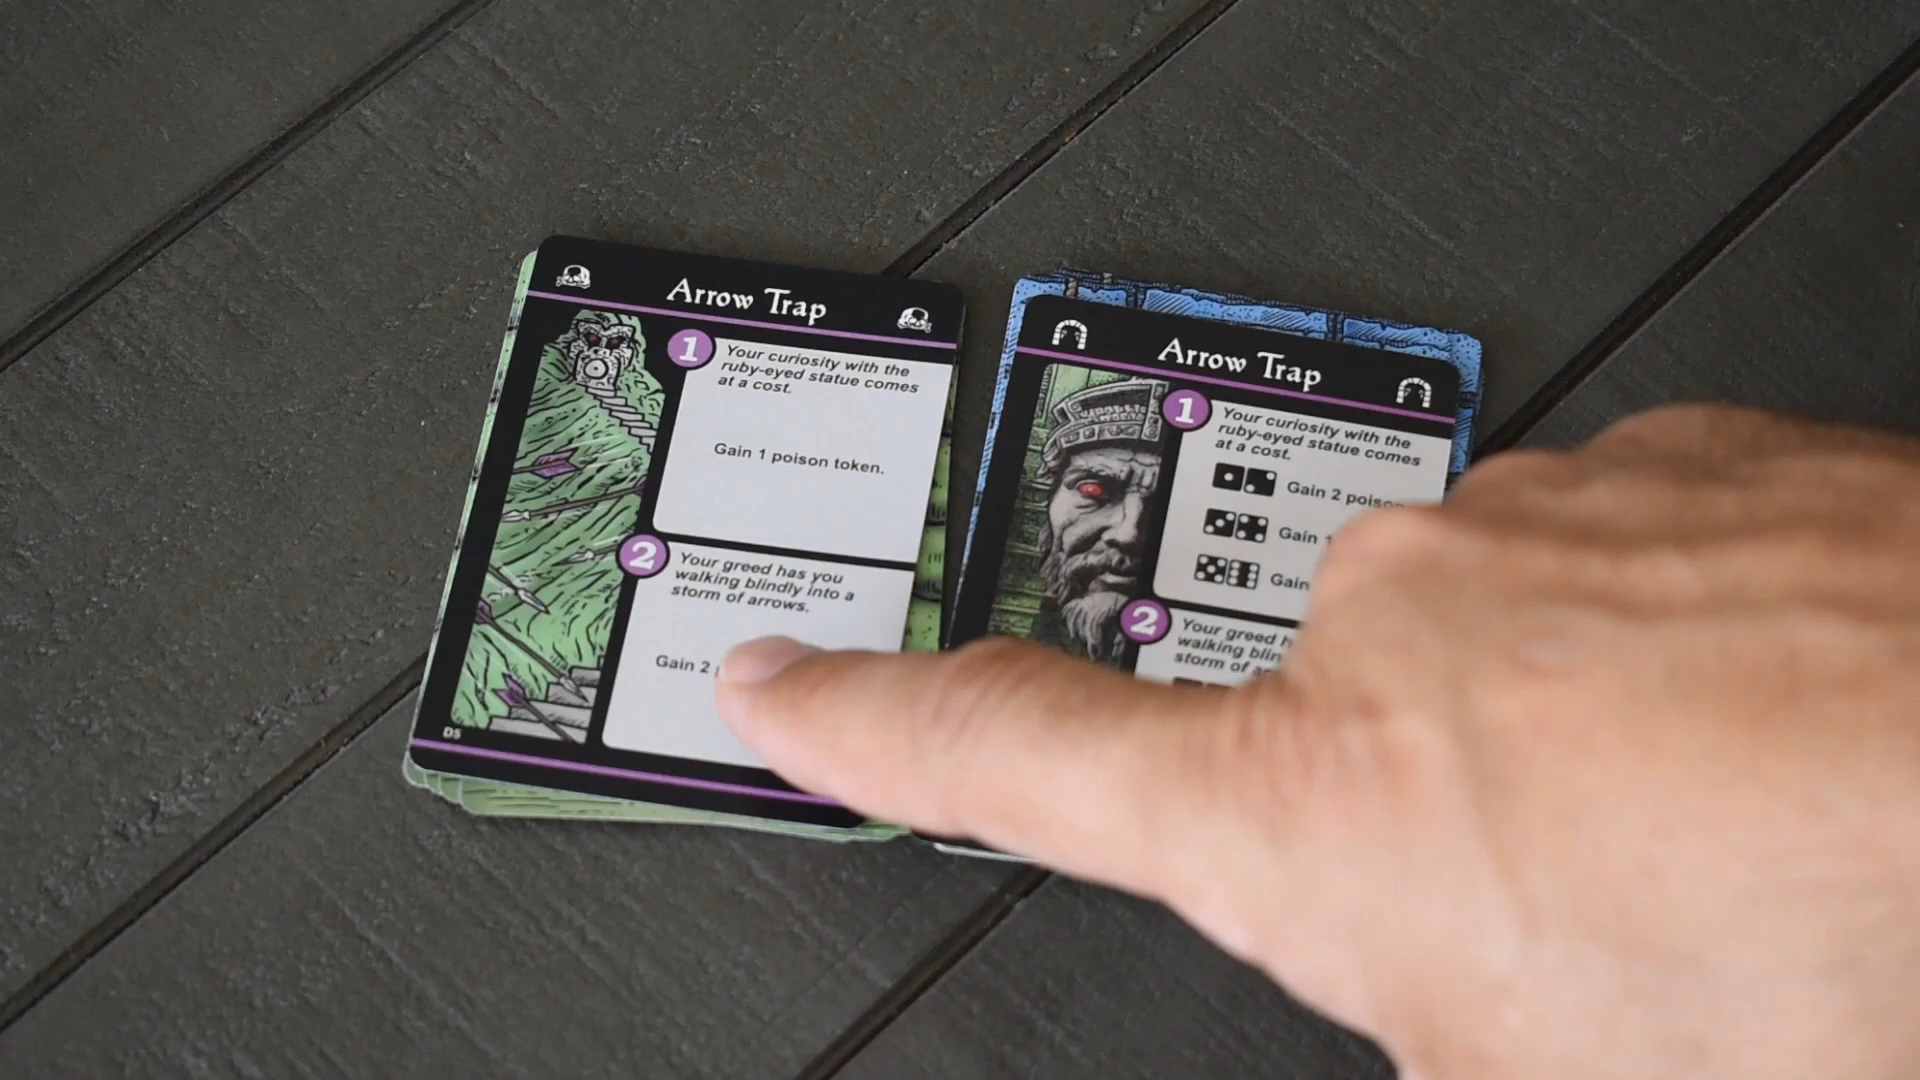 Arrow Trap
1
Your curiosity with the
ruby-eyed statue comes
at a cost.
Gain 1 poison token.
2
Your greed has you
walking blindly into a
storm of arrows.
Gain 2
D5
Arrow Trap
1
Your curiosity with the
ruby-eyed statue comes
at a cost.
Gain 2
Gain
Gain
2
Your greed
walking
storm of